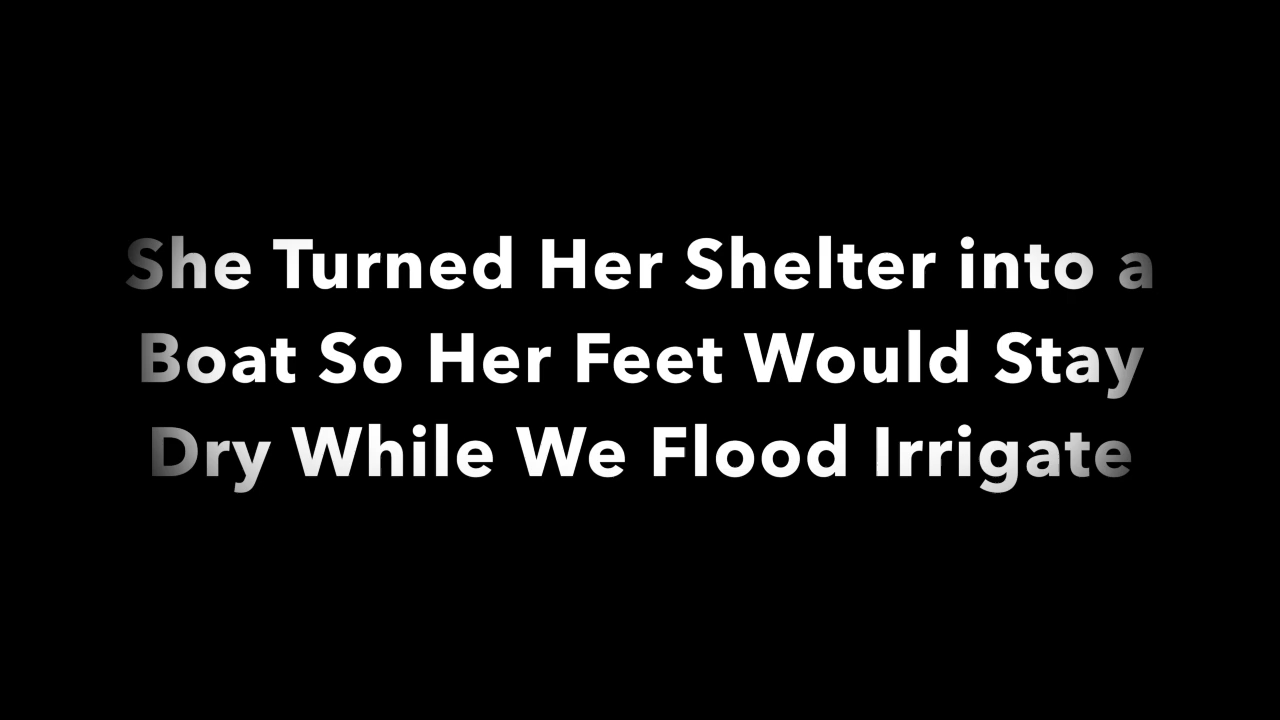 She Turned Her Shelter into a
Boat So Her Feet Would Stay
Dry While We Flood Irrigate